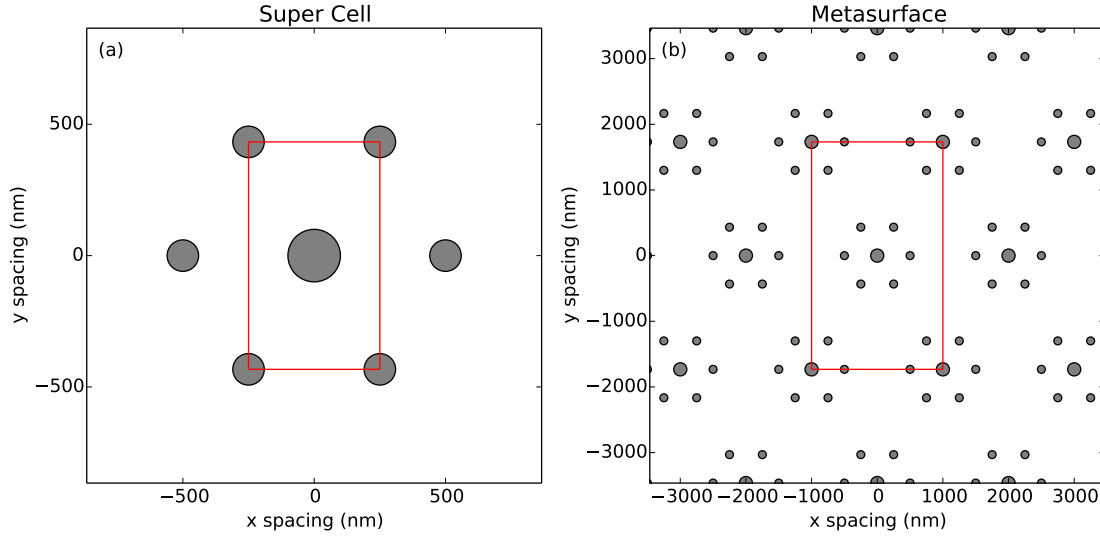 Super Cell
(a)
500
0
−500
y spacing (nm)
−500 0 500
x spacing (nm)
Metasurface
(b)
3000
2000
1000
0
−1000
−2000
−3000
y spacing (nm)
−3000 −2000 −1000 0 1000 2000 3000
x spacing (nm)